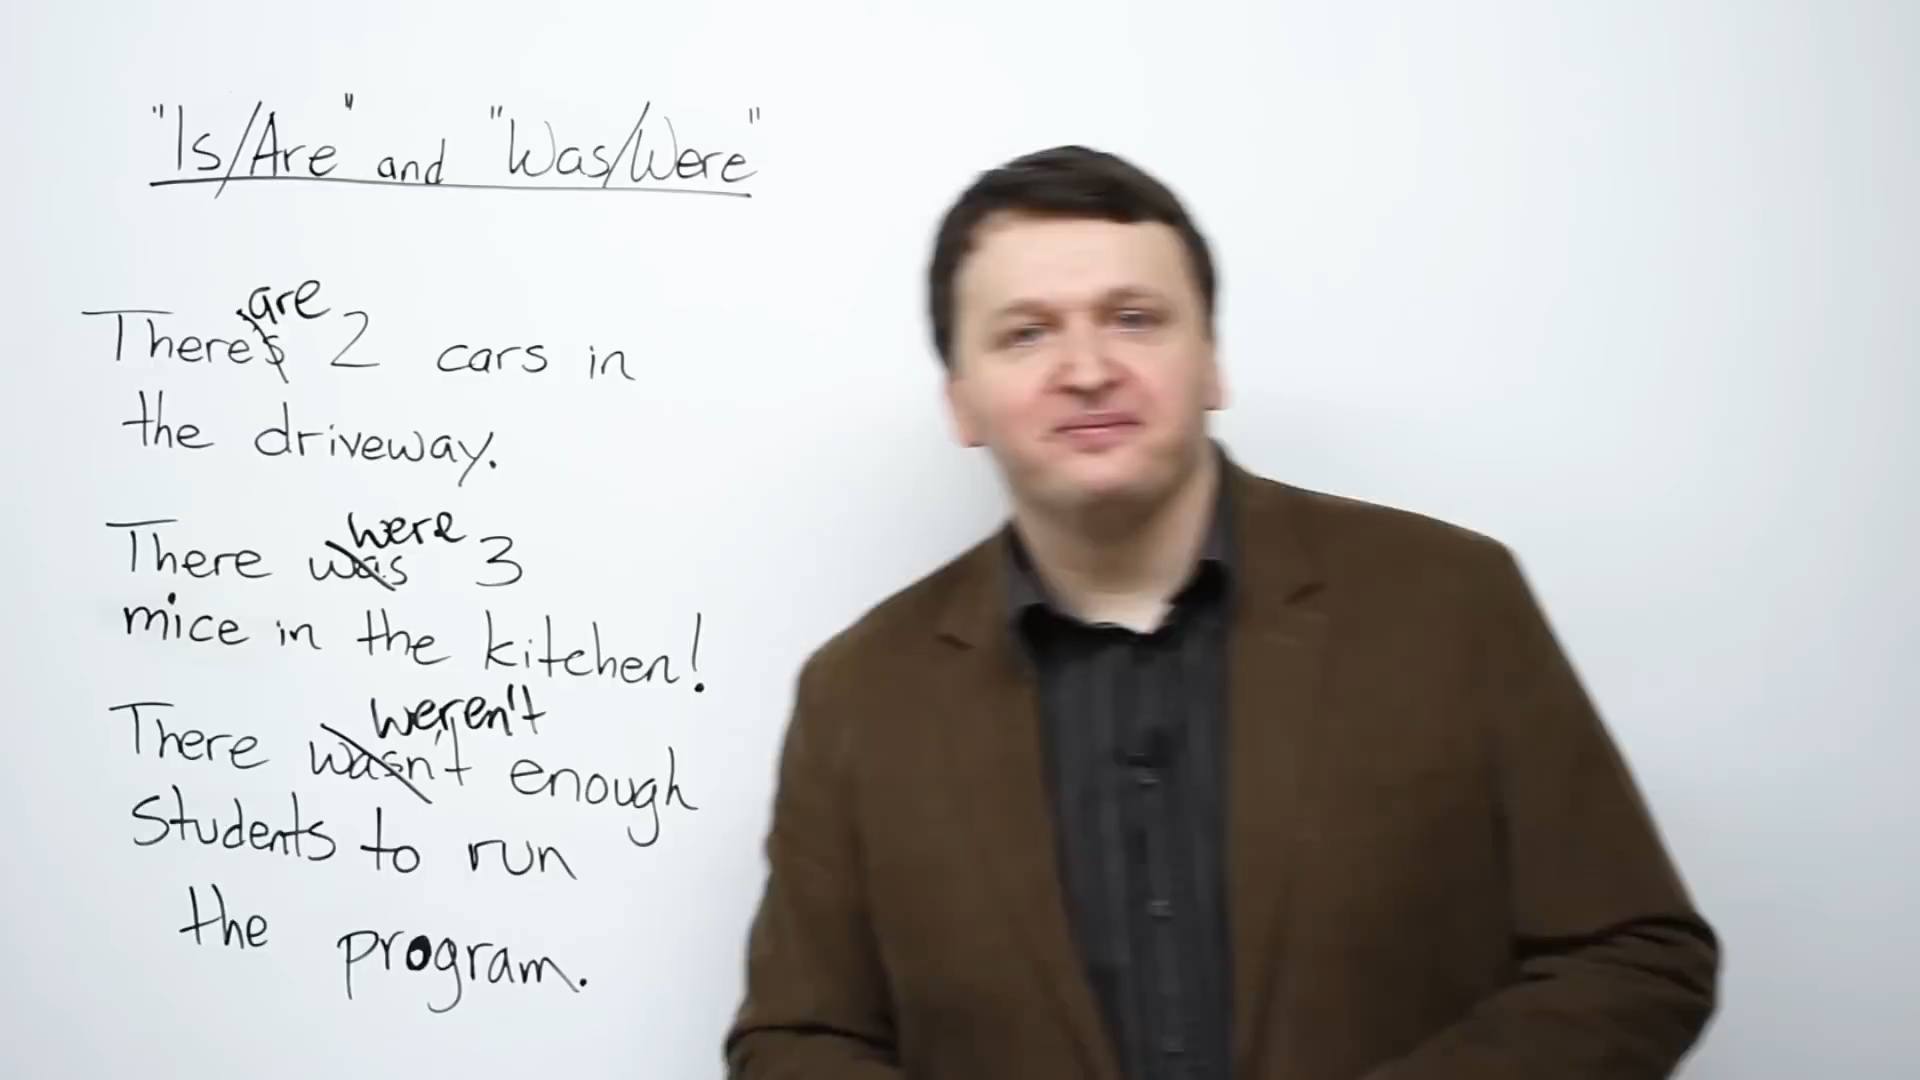 "Is/Are" and "Was/Were"
are
There's 2 cars in
the driveway.
were
There was 3
mice in the kitchen!
weren't
There wasn't enough
students to run
the program.